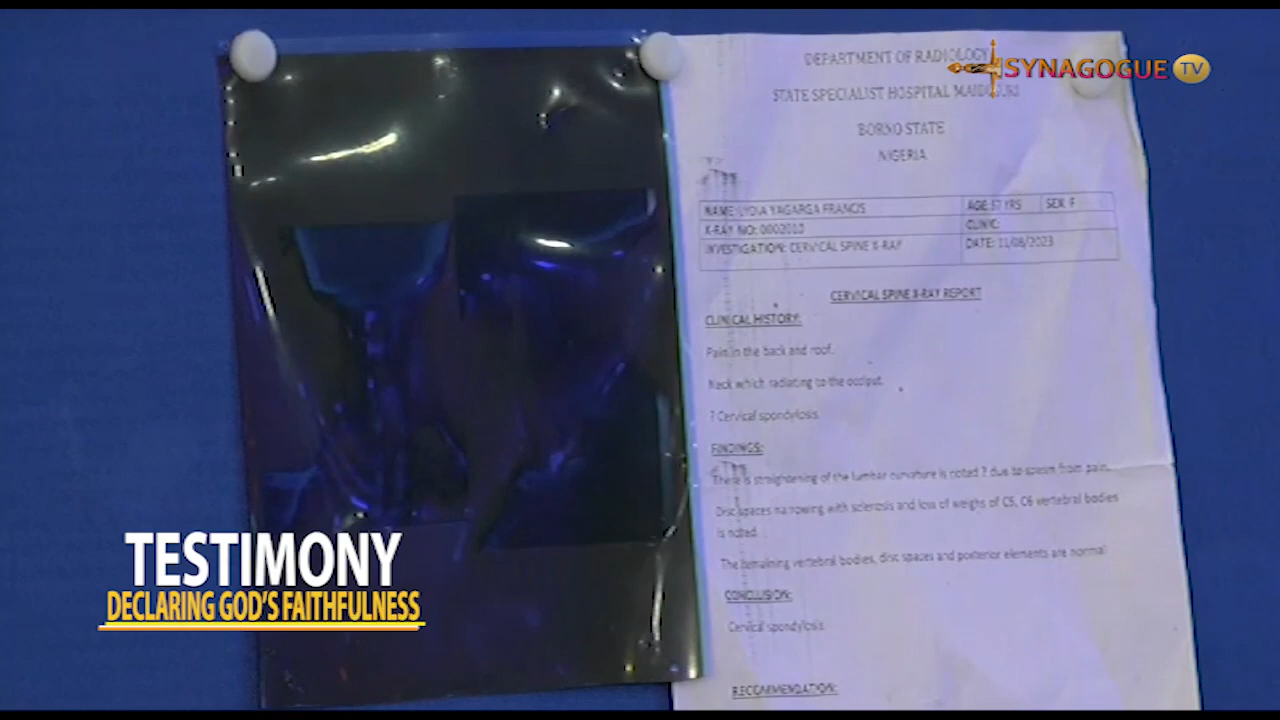 SYNAGOGUE TV
DEPARTMENT OF RADIOLOGY
STATE SPECIALIST HOSPITAL MAIDUGURI
BORNO STATE
NIGERIA
NAME: LYDIA YAGARGA FRANCIS
AGE: 57 YRS
SEX: F
X-RAY NO: 0002010
CLINIC:
INVESTIGATION: CERVICAL SPINE X-RAY
DATE: 11/08/2023
CERVICAL SPINE X-RAY REPORT
CLINICAL HISTORY:
Pain in the back and roof.
Neck which radiating to the occiput.
? Cervical spondylosis.
FINDINGS:
There is straightening of the lumbar curvature is noted ? due to spasm from pain.
Disc spaces narrowing with sclerosis and loss of weighs of C5, C6 vertebral bodies
is noted.
The remaining vertebral bodies, disc spaces and posterior elements are normal
CONCLUSION:
Cervical spondylosis.
RECOMMENDATION:
TESTIMONY
DECLARING GOD'S FAITHFULNESS